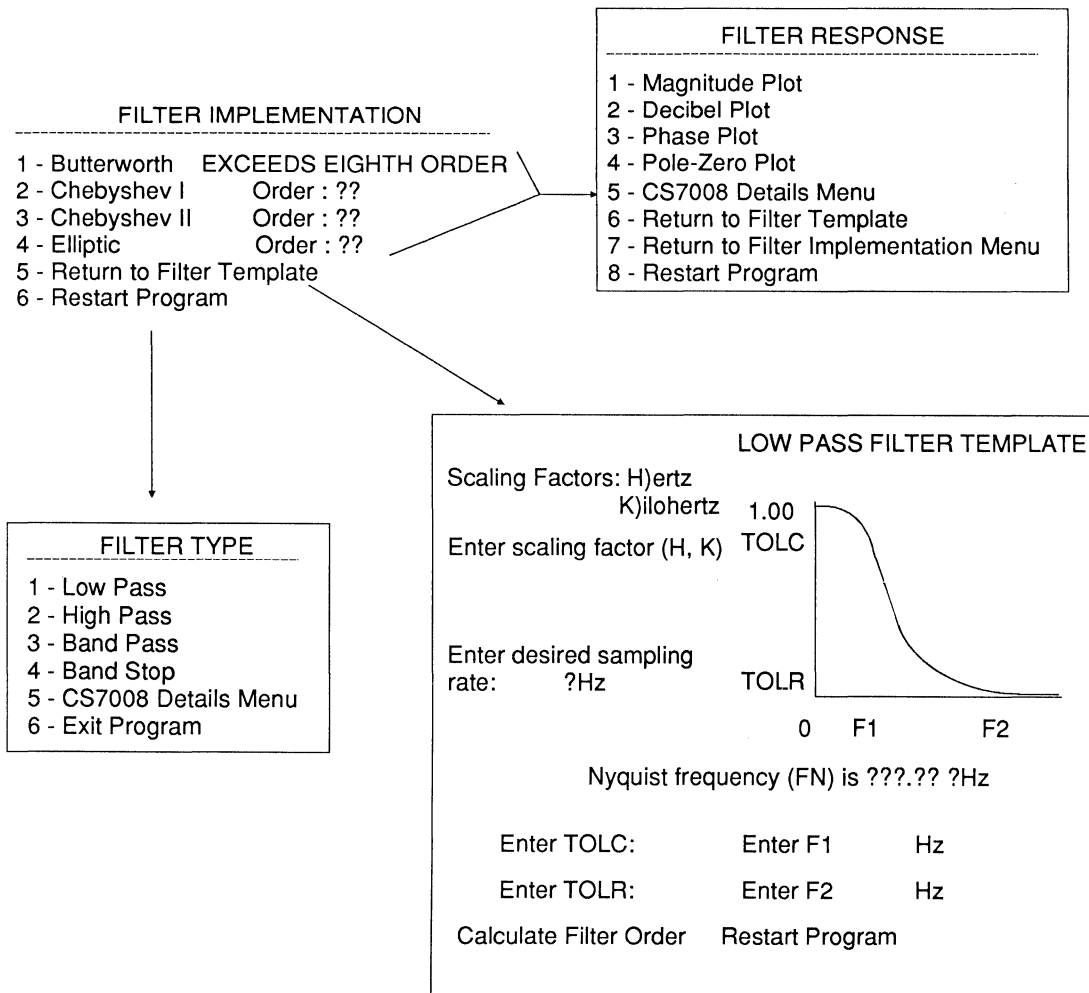 FILTER RESPONSE
1 - Magnitude Plot
2 - Decibel Plot
3 - Phase Plot
4 - Pole-Zero Plot
5 - CS7008 Details Menu
6 - Return to Filter Template
7 - Return to Filter Implementation Menu
8 - Restart Program
FILTER IMPLEMENTATION
1 - Butterworth EXCEEDS EIGHTH ORDER
2 - Chebyshev I Order : ??
3 - Chebyshev II Order : ??
4 - Elliptic Order : ??
5 - Return to Filter Template
6 - Restart Program
FILTER TYPE
1 - Low Pass
2 - High Pass
3 - Band Pass
4 - Band Stop
5 - CS7008 Details Menu
6 - Exit Program
LOW PASS FILTER TEMPLATE
Scaling Factors: H)ertz
K)ilohertz
Enter scaling factor (H, K)
Enter desired sampling
rate: ?Hz
1.00
TOLC
TOLR
0 F1 F2
Nyquist frequency (FN) is ???.?? ?Hz
Enter TOLC: Enter F1 Hz
Enter TOLR: Enter F2 Hz
Calculate Filter Order Restart Program